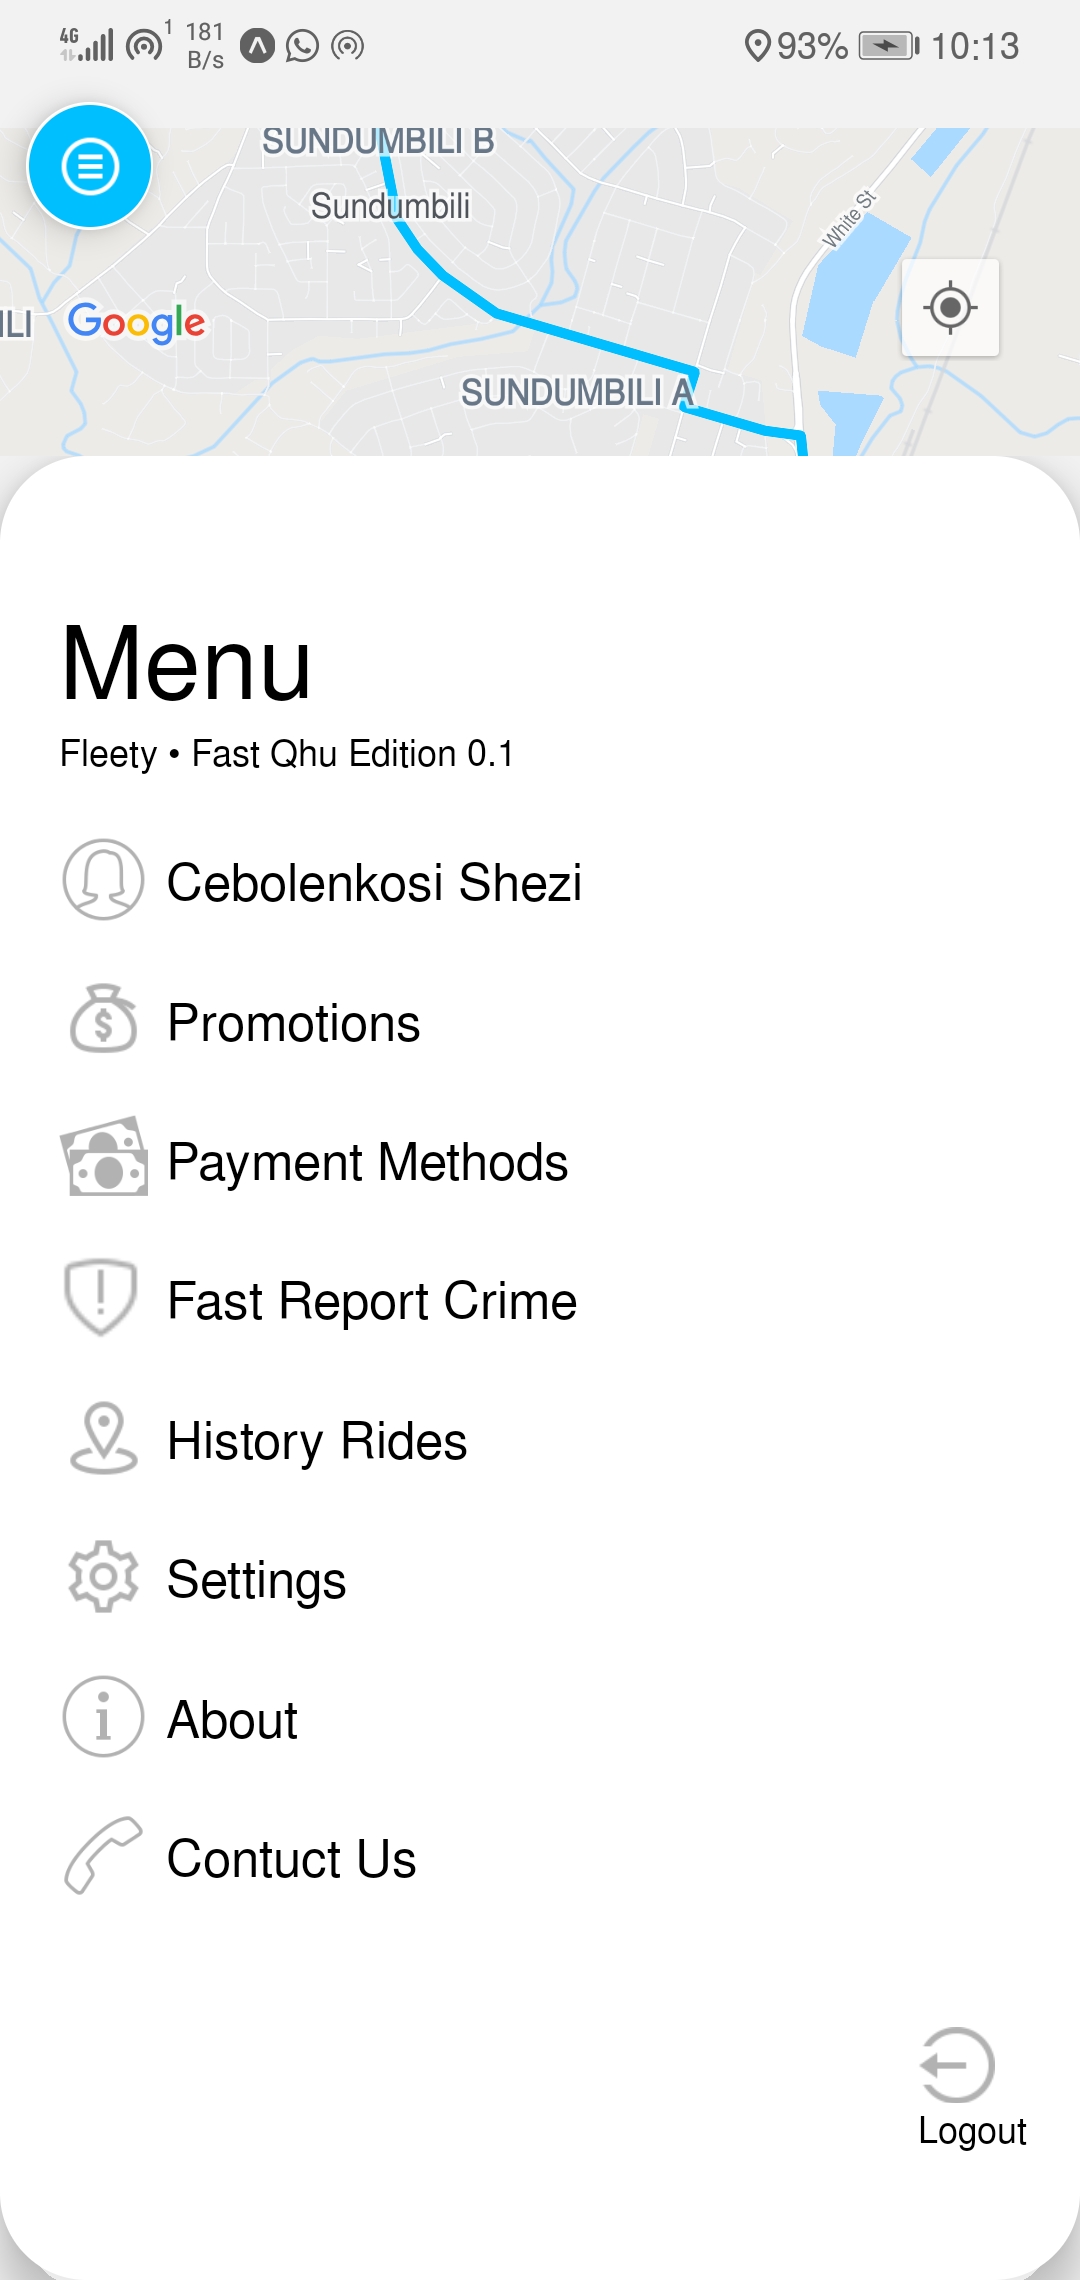 4G 1 181 B/s 93% 10:13
SUNDUMBILI B
Sundumbili
White St
ILI Google
SUNDUMBILI A
Menu
Fleety • Fast Qhu Edition 0.1
Cebolenkosi Shezi
Promotions
Payment Methods
Fast Report Crime
History Rides
Settings
About
Contuct Us
Logout